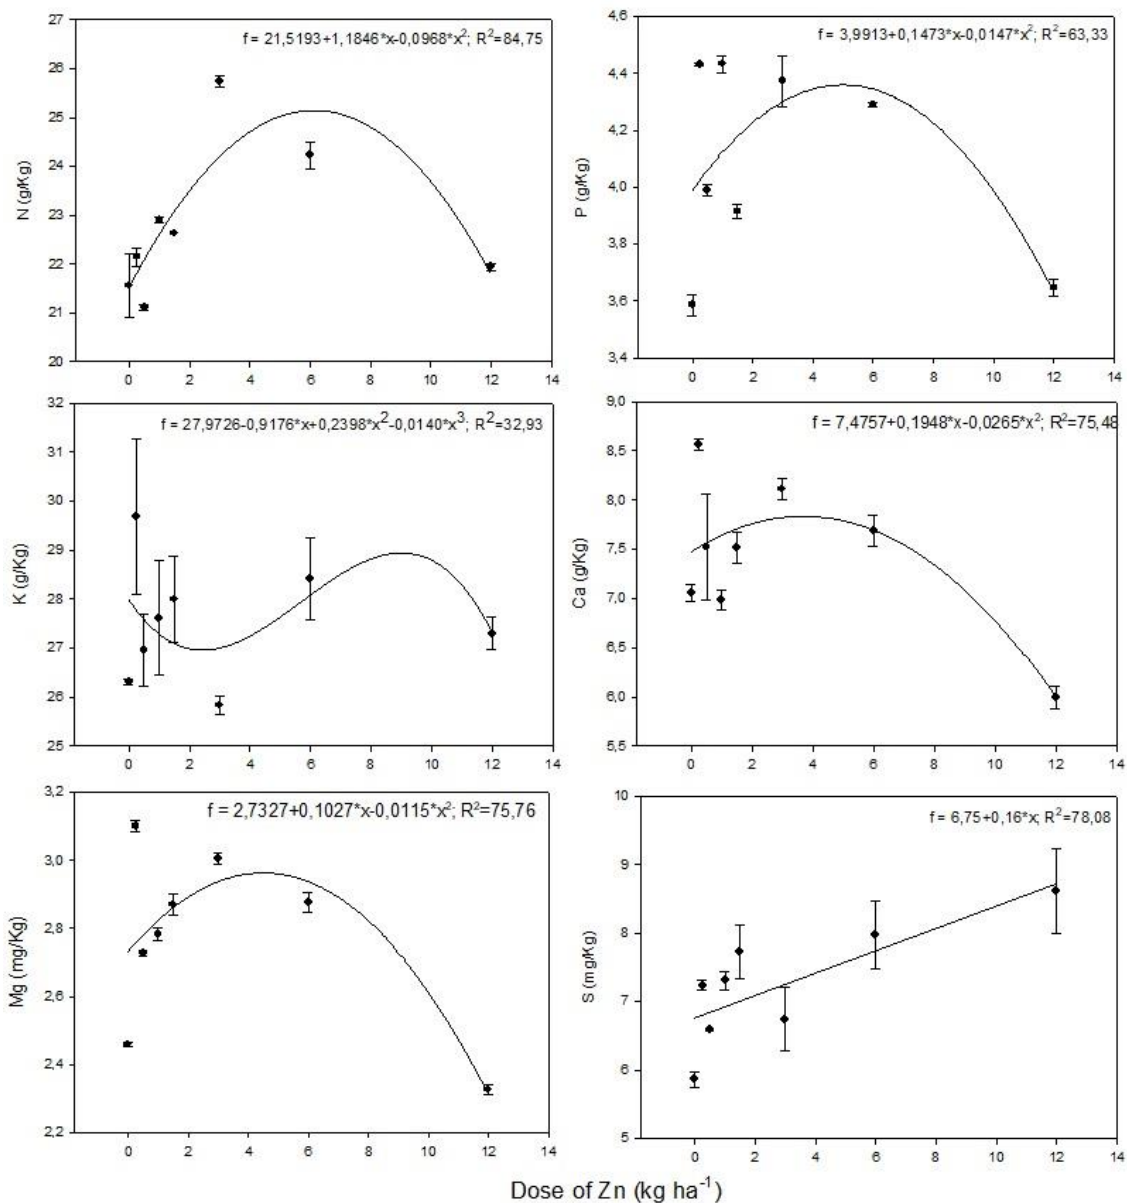 27
26
25
24
23
22
21
20
N (g/Kg)
f = 21,5193+1,1846*x-0,0968*x²; R²=84,75
0 2 4 6 8 10 12 14
4,6
4,4
4,2
4,0
3,8
3,6
3,4
P (g/Kg)
f = 3,9913+0,1473*x-0,0147*x²; R²=63,33
0 2 4 6 8 10 12 14
32
31
30
29
28
27
26
25
K (g/Kg)
f = 27,9726-0,9176*x+0,2398*x²-0,0140*x³; R²=32,93
0 2 4 6 8 10 12 14
9,0
8,5
8,0
7,5
7,0
6,5
6,0
5,5
Ca (g/Kg)
f = 7,4757+0,1948*x-0,0265*x²; R²=75,48
0 2 4 6 8 10 12 14
3,2
3,0
2,8
2,6
2,4
2,2
Mg (mg/Kg)
f = 2,7327+0,1027*x-0,0115*x²; R²=75,76
0 2 4 6 8 10 12 14
10
9
8
7
6
5
S (mg/Kg)
f = 6,75+0,16*x; R²=78,08
0 2 4 6 8 10 12 14
Dose of Zn (kg ha⁻¹)